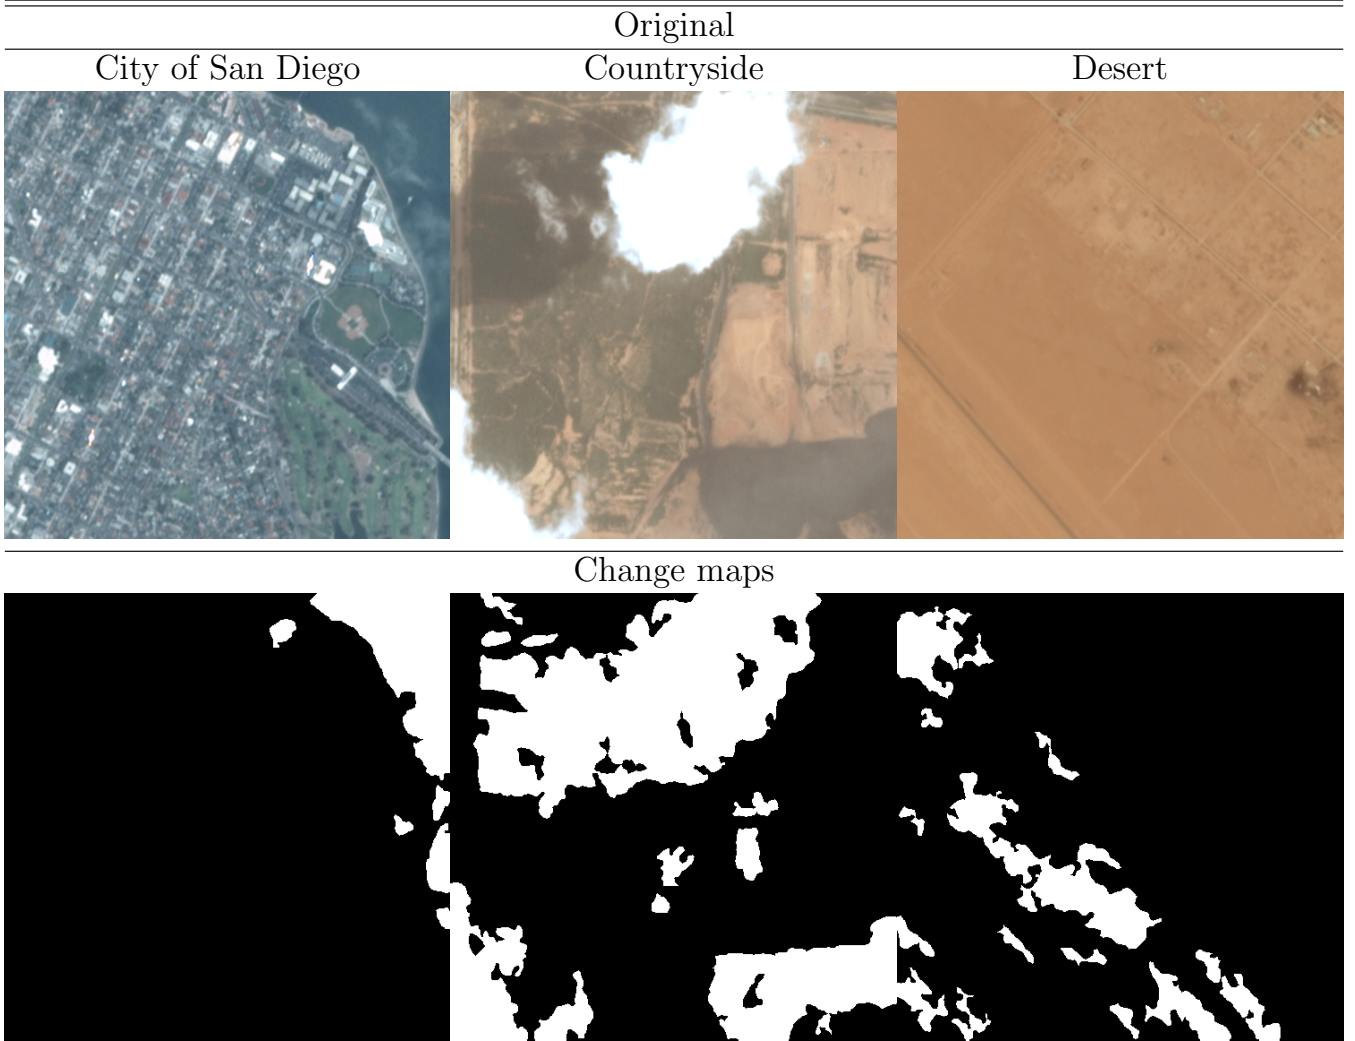 Original
City of San Diego
Countryside
Desert
Change maps